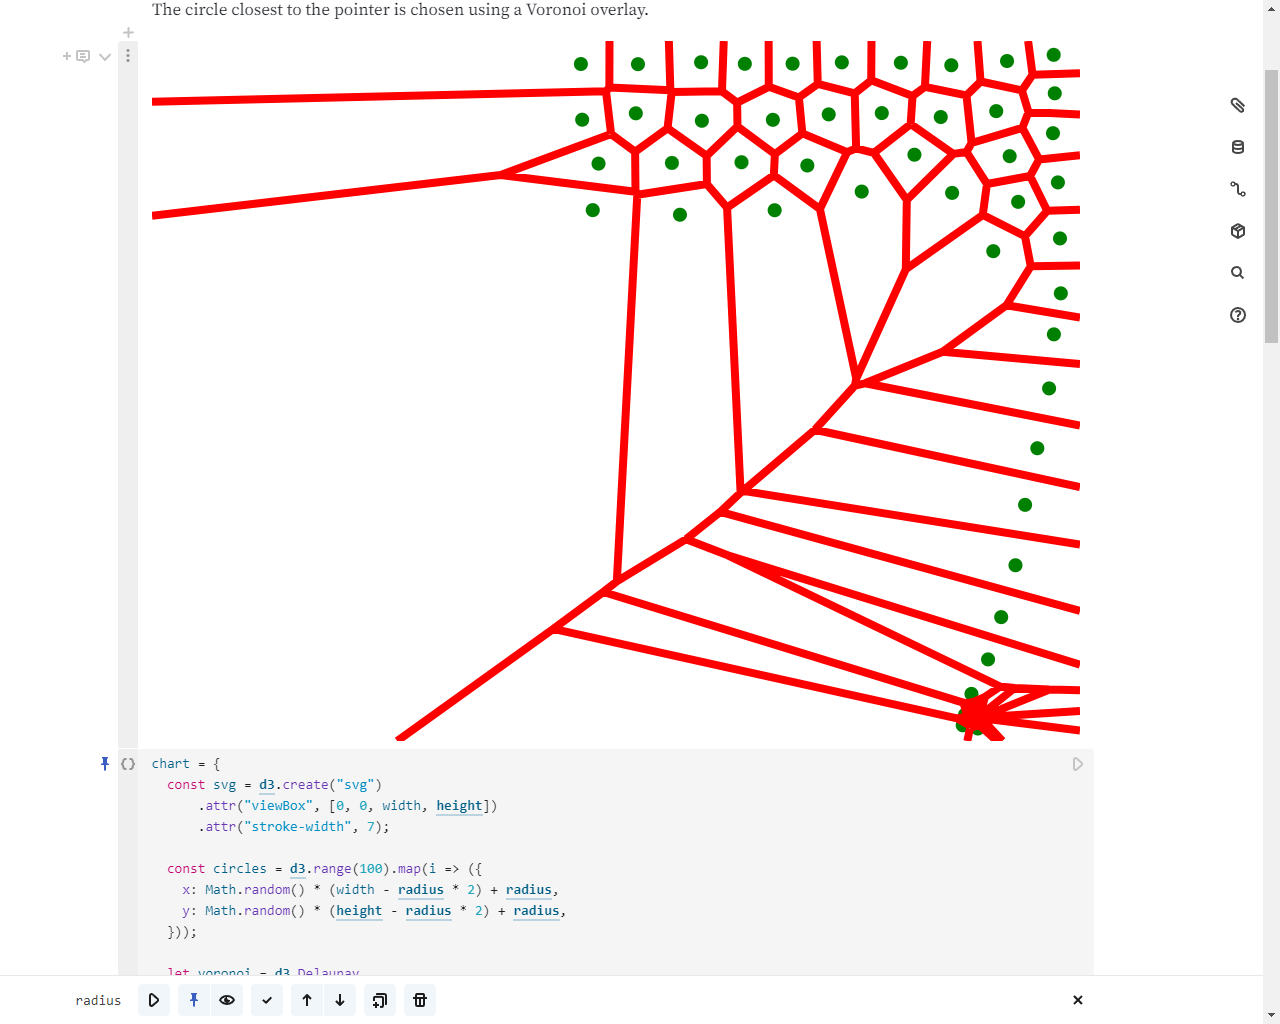 The circle closest to the pointer is chosen using a Voronoi overlay.
chart = {
  const svg = d3.create("svg")
      .attr("viewBox", [0, 0, width, height])
      .attr("stroke-width", 7);
  const circles = d3.range(100).map(i => ({
    x: Math.random() * (width - radius * 2) + radius,
    y: Math.random() * (height - radius * 2) + radius,
  }));
  let voronoi = d3.Delaunay
radius